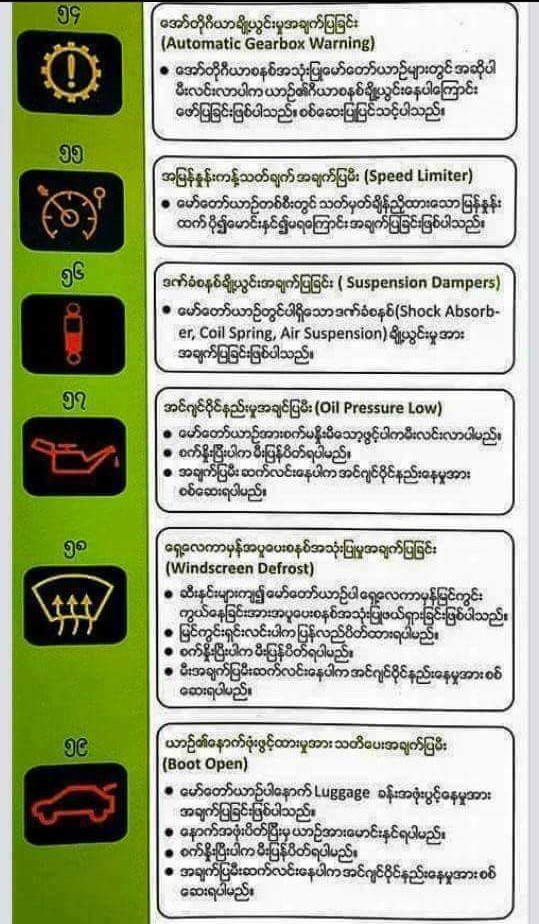 ၅၄
အော်တိုဂီယာချို့ယွင်းမှုအချက်ပြခြင်း
(Automatic Gearbox Warning)
• အော်တိုဂီယာစနစ်အသုံးပြုမော်တော်ယာဉ်များတွင် အဆိုပါ
မီးလင်းလာပါက ယာဉ်၏ဂီယာစနစ်ချို့ယွင်းနေပါကြောင်း
ဖော်ပြခြင်းဖြစ်ပါသည်။ စစ်ဆေးပြုပြင်သင့်ပါသည်။
၅၅
အမြန်နှုန်းကန့်သတ်ချက် အချက်ပြမီး (Speed Limiter)
• မော်တော်ယာဉ်တစ်စီးတွင် သတ်မှတ်ချိန်ညှိထားသော မြန်နှုန်း
ထက် ပို၍မောင်းနှင်၍မရကြောင်း အချက်ပြခြင်းဖြစ်ပါသည်။
၅၆
ဒဏ်ခံစနစ်ချို့ယွင်းအချက်ပြခြင်း ( Suspension Dampers)
• မော်တော်ယာဉ်တွင်ပါရှိသော ဒဏ်ခံစနစ်(Shock Absorb-
er, Coil Spring, Air Suspension) ချို့ယွင်းမှုအား
အချက်ပြခြင်းဖြစ်ပါသည်။
၅၇
အင်ဂျင်ဝိုင်နည်းမှုအချင်ပြမီး (Oil Pressure Low)
• မော်တော်ယာဉ်အားစက်မနှိုးမီသော့ဖွင့်ပါကမီးလင်းလာပါမည်။
• စက်နှိုးပြီးပါက မီးပြန်ပိတ်ရပါမည်။
• အချက်ပြမီး ဆက်လင်းနေပါက အင်ဂျင်ဝိုင်နည်းနေမှုအား
စစ်ဆေးရပါမည်။
၅၈
ရှေ့လေကာမှန်အပူပေးစနစ်အသုံးပြုမှုအချက်ပြခြင်း
(Windscreen Defrost)
• ဆီးနှင်းများကျ၍ မော်တော်ယာဉ်ပါ ရှေ့လေကာမှန်မြင်ကွင်း
ကွယ်နေခြင်းအားအပူပေးစနစ်အသုံးပြုဖယ်ရှားခြင်းဖြစ်ပါသည်။
• မြင်ကွင်းရှင်းလင်းပါက ပြန်လည်ပိတ်ထားရပါမည်။
• စက်နှိုးပြီးပါက မီးပြန်ပိတ်ရပါမည်။
• မီးအချက်ပြမီးဆက်လင်းနေပါက အင်ဂျင်ဝိုင်နည်းနေမှုအား စစ်
ဆေးရပါမည်။
၅၉
ယာဉ်၏နောက်ဖုံးဖွင့်ထားမှုအား သတိပေးအချက်ပြမီး
(Boot Open)
• မော်တော်ယာဉ်ပါနောက် Luggage ခန်းအဖုံးပွင့်နေမှုအား
အချက်ပြခြင်းဖြစ်ပါသည်။
• နောက်အဖုံးပိတ်ပြီးမှ ယာဉ်အားမောင်းနှင်ရပါမည်။
• စက်နှိုးပြီးပါက မီးပြန်ပိတ်ရပါမည်။
• အချက်ပြမီးဆက်လင်းနေပါက အင်ဂျင်ဝိုင်နည်းနေမှုအား စစ်
ဆေးရပါမည်။